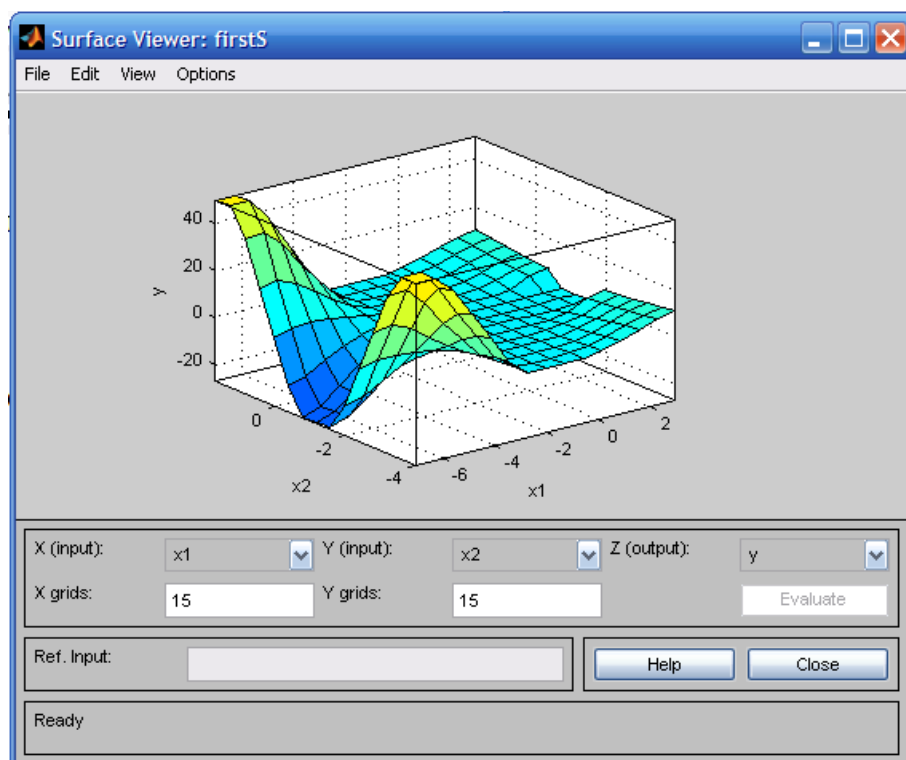 Surface Viewer: firstS
File Edit View Options
40
20
0
-20
y
0
-2
-4
x2
-6
-4
-2
0
2
x1
X (input): x1 Y (input): x2 Z (output): y
X grids: 15 Y grids: 15 Evaluate
Ref. Input: Help Close
Ready